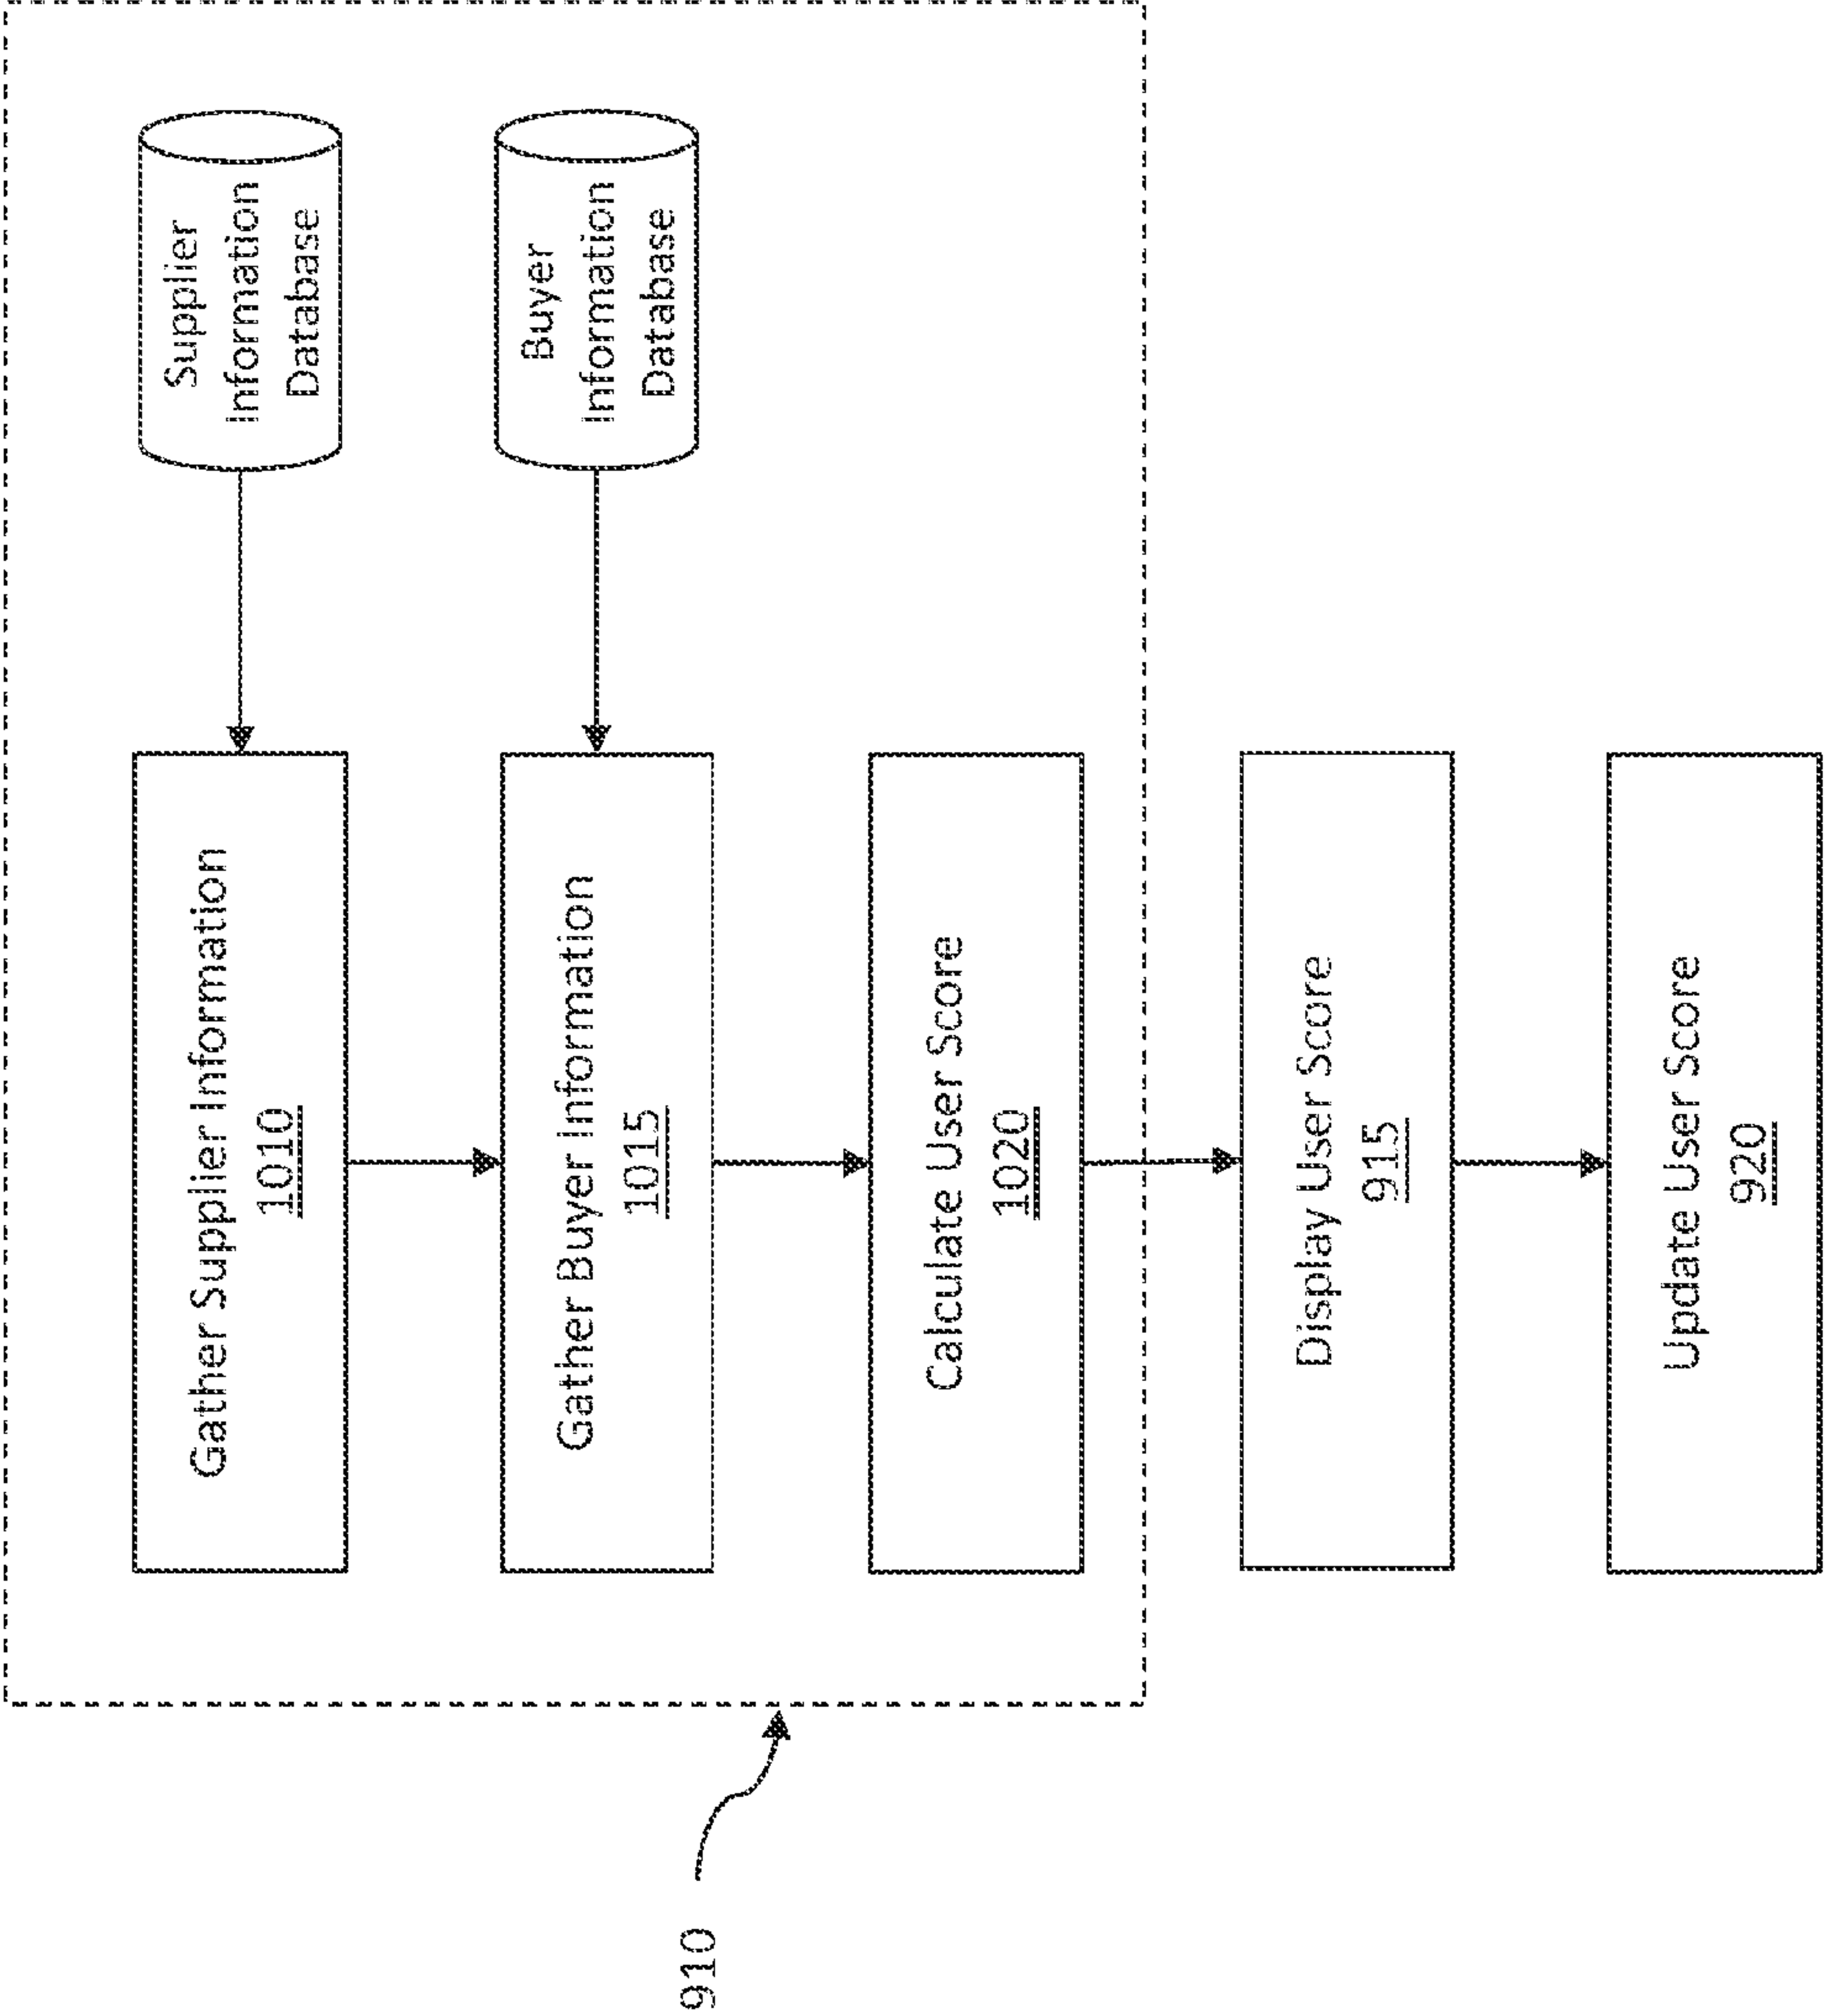 Gather Supplier Information
1010
Supplier
Information
Database
Gather Buyer Information
1015
Buyer
Information
Database
Calculate User Score
1020
Display User Score
915
Update User Score
920
910